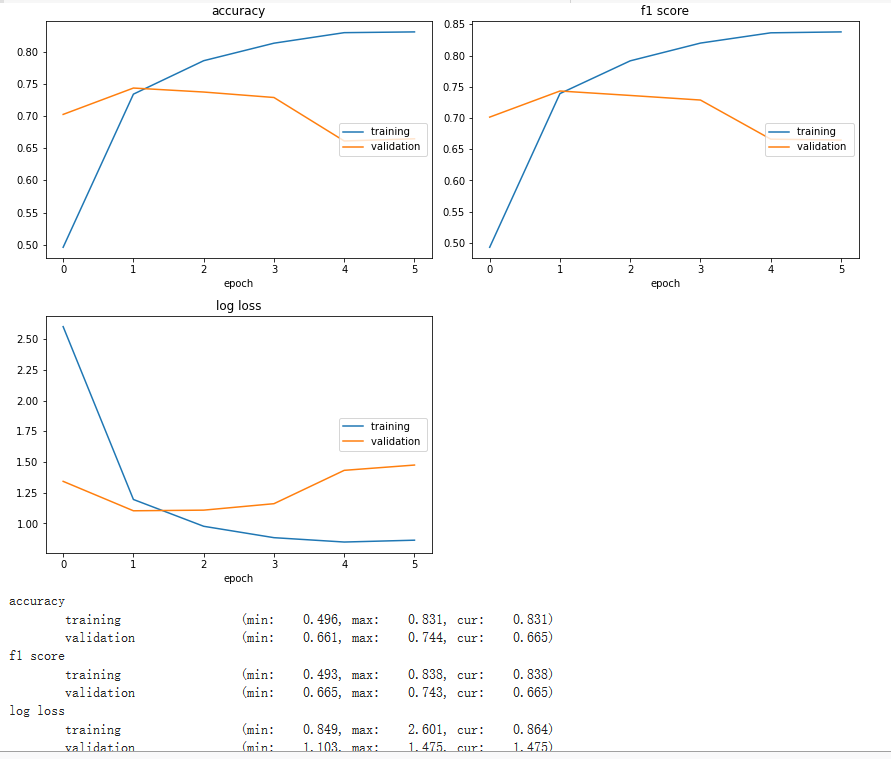 accuracy
0.80
0.75
0.70
0.65
0.60
0.55
0.50
training
validation
0 1 2 3 4 5
epoch
f1 score
0.85
0.80
0.75
0.70
0.65
0.60
0.55
0.50
training
validation
0 1 2 3 4 5
epoch
log loss
2.50
2.25
2.00
1.75
1.50
1.25
1.00
training
validation
0 1 2 3 4 5
epoch
accuracy
training (min: 0.496, max: 0.831, cur: 0.831)
validation (min: 0.661, max: 0.744, cur: 0.665)
f1 score
training (min: 0.493, max: 0.838, cur: 0.838)
validation (min: 0.665, max: 0.743, cur: 0.665)
log loss
training (min: 0.849, max: 2.601, cur: 0.864)
validation (min: 1.103, max: 1.475, cur: 1.475)